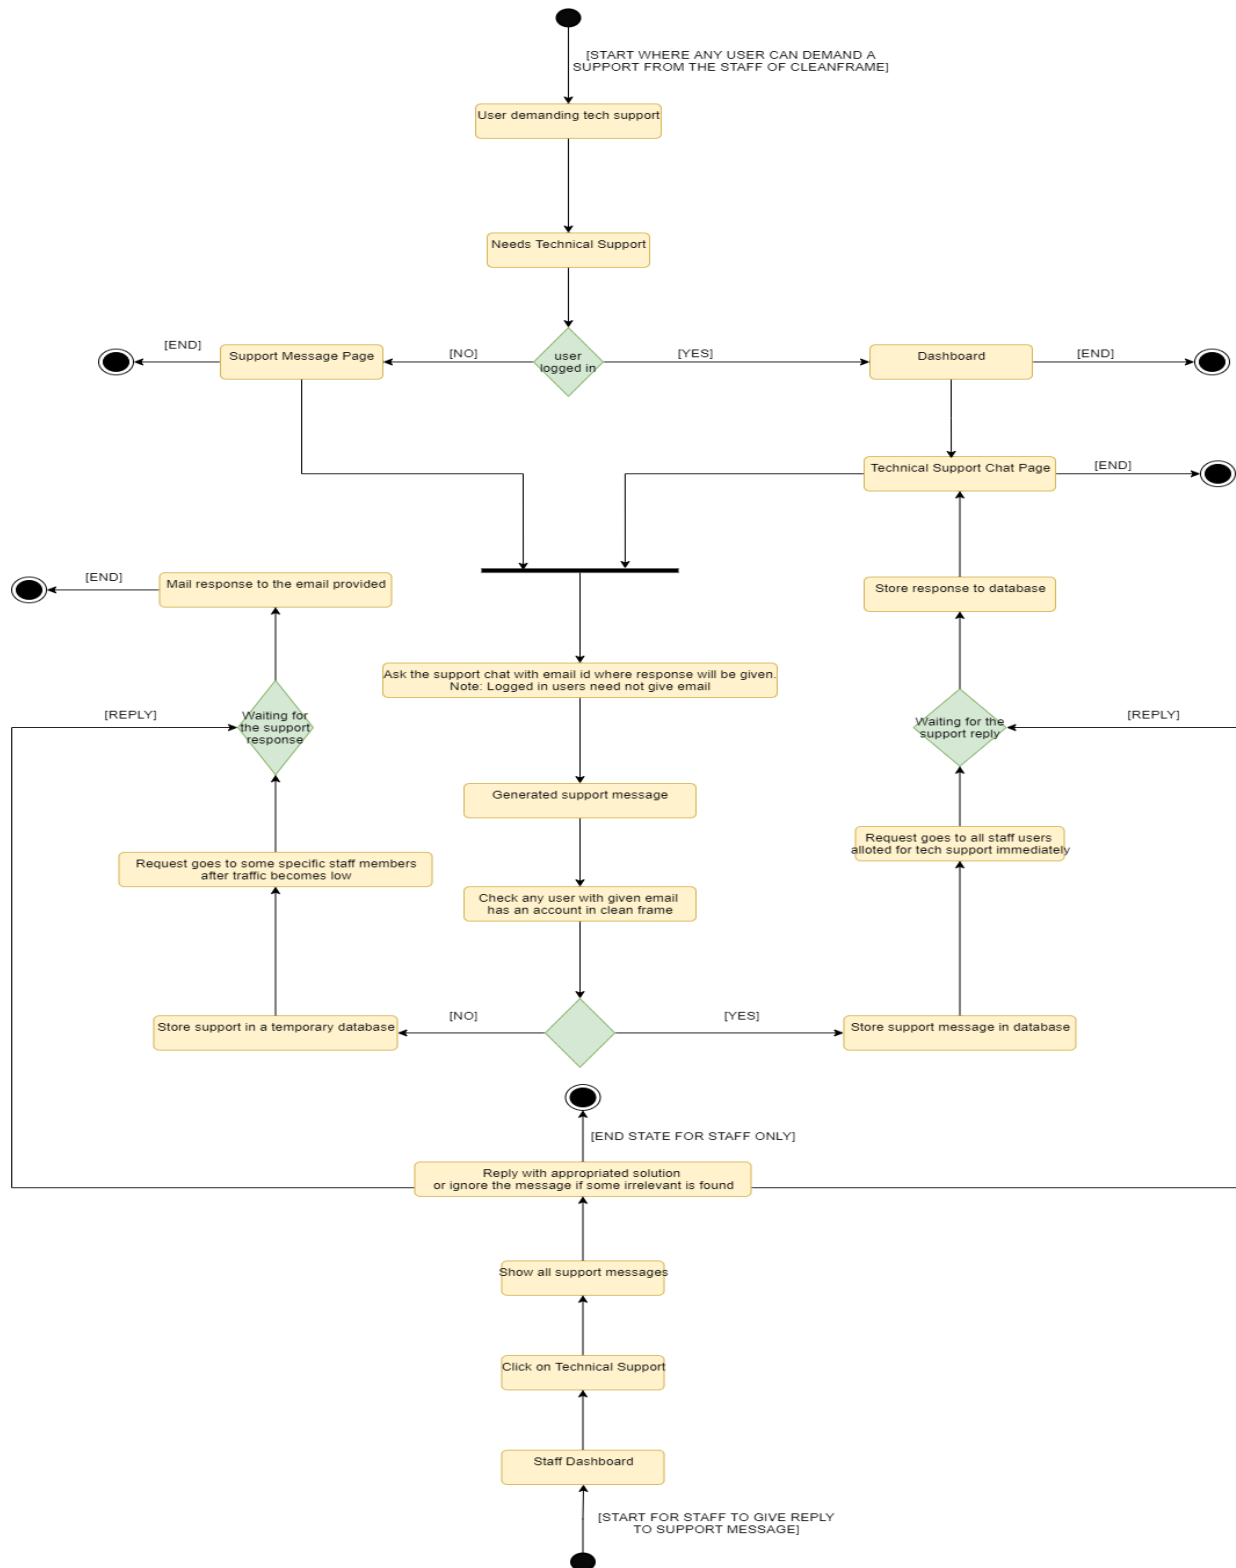 [START WHERE ANY USER CAN DEMAND A
SUPPORT FROM THE STAFF OF CLEANFRAME]
User demanding tech support
Needs Technical Support
[END]
Support Message Page
[NO]
user
logged in
[YES]
Dashboard
[END]
Technical Support Chat Page
[END]
[END]
Mail response to the email provided
Store response to database
Ask the support chat with email id where response will be given.
Note: Logged in users need not give email
[REPLY]
Waiting for
the support
response
Waiting for the
support reply
[REPLY]
Generated support message
Request goes to all staff users
alloted for tech support immediately
Request goes to some specific staff members
after traffic becomes low
Check any user with given email
has an account in clean frame
Store support in a temporary database
[NO]
[YES]
Store support message in database
[END STATE FOR STAFF ONLY]
Reply with appropriated solution
or ignore the message if some irrelevant is found
Show all support messages
Click on Technical Support
Staff Dashboard
[START FOR STAFF TO GIVE REPLY
TO SUPPORT MESSAGE]